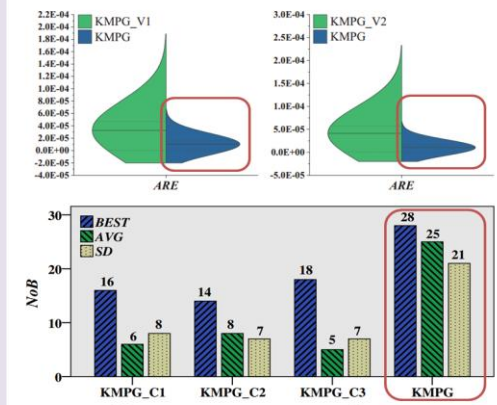 2.2E-04
2.0E-04
1.8E-04
1.6E-04
1.4E-04
1.2E-04
1.0E-04
8.0E-05
6.0E-05
4.0E-05
2.0E-05
0.0E+00
-2.0E-05
-4.0E-05
KMPG_V1
KMPG
ARE
3.0E-04
2.5E-04
2.0E-04
1.5E-04
1.0E-04
5.0E-05
0.0E+00
-5.0E-05
KMPG_V2
KMPG
ARE
NoB
30
20
10
0
BEST
AVG
SD
16
6
8
14
8
7
18
5
7
28
25
21
KMPG_C1 KMPG_C2 KMPG_C3 KMPG